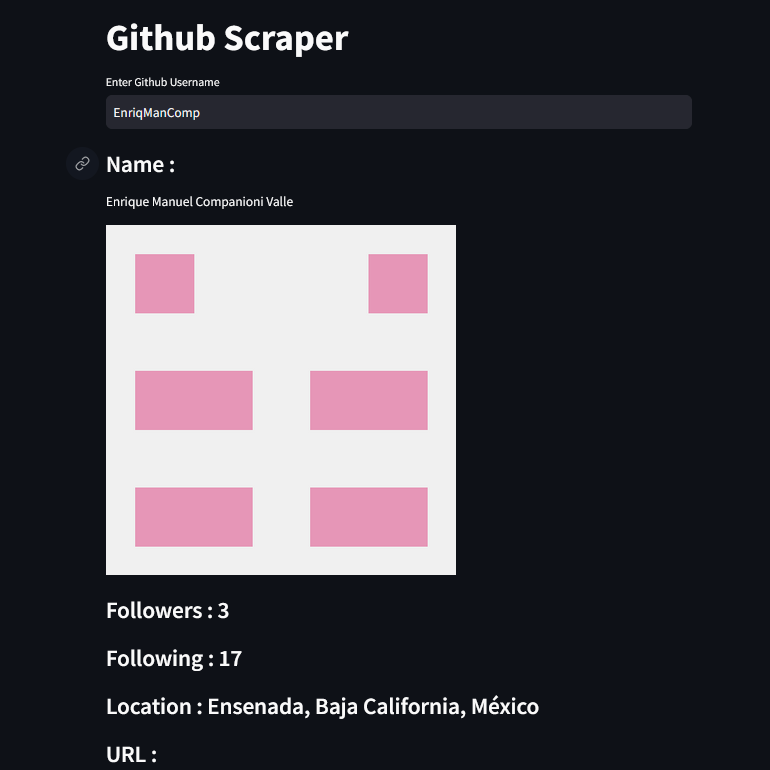 Github Scraper
Enter Github Username
EnriqManComp
Name :
Enrique Manuel Companioni Valle
Followers : 3
Following : 17
Location : Ensenada, Baja California, México
URL :